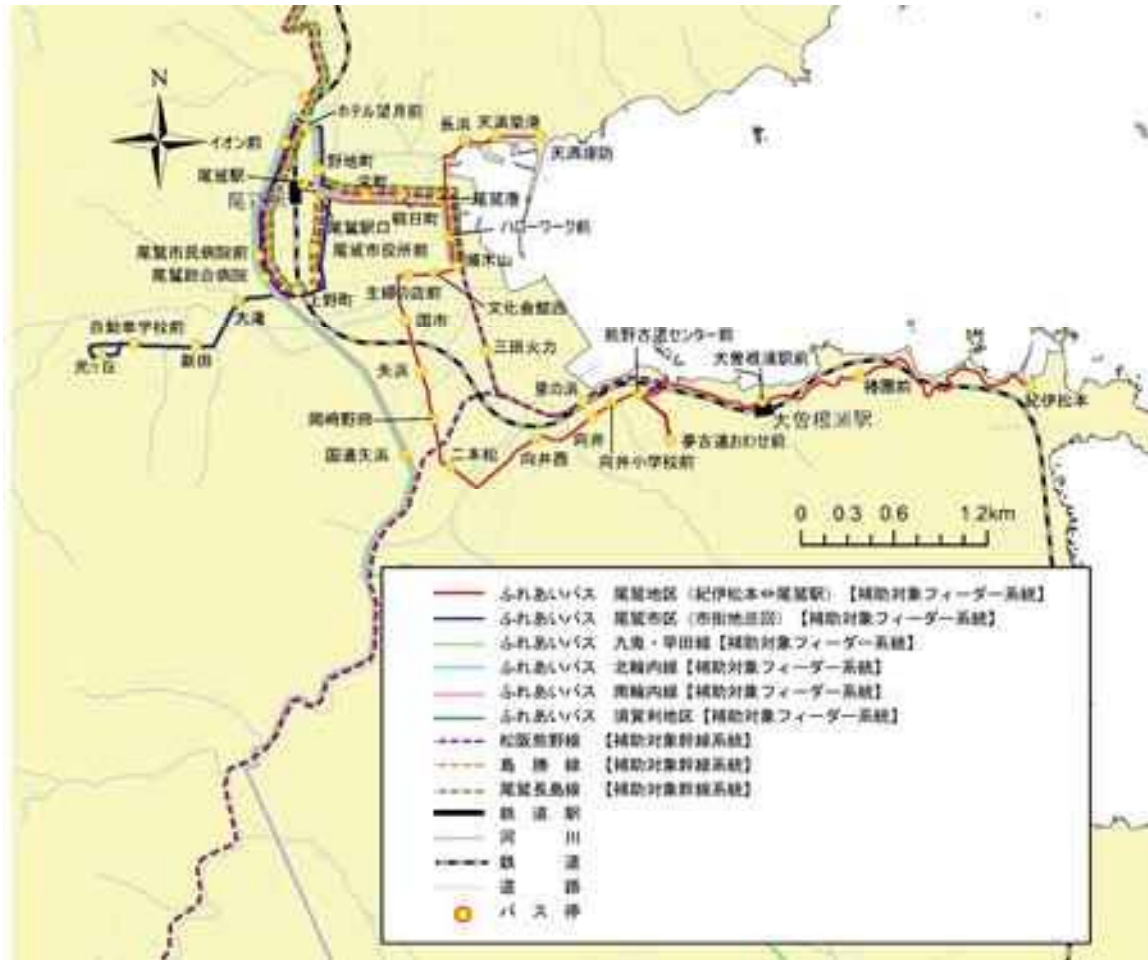 N
ホテル望月前
長浜
天満墓港
イオン前
天満堤防
野地町
尾鷲駅
栄町
尾鷲港
朝日町
ハローワーク前
尾鷲駅口
尾鷲市民病院前
尾鷲市役所前
尾鷲総合病院
主婦の店前
文化会館西
上野町
大滝
国市
自動車学校前
熊野古道センター前
光ヶ丘
新田
三田火力
大曽根浦駅前
矢浜
里の浜
紀伊松本
大曽根浦駅
岡崎野田
向井
夢古道おわせ前
国道矢浜
二本松
向井西
向井小学校前
0 0.3 0.6 1.2km
ふれあいバス 尾鷲地区(紀伊松本⇔尾鷲駅)【補助対象フィーダー系統】
ふれあいバス 尾鷲市区(市街地巡回)【補助対象フィーダー系統】
ふれあいバス 九鬼・早田線【補助対象フィーダー系統】
ふれあいバス 北輪内線【補助対象フィーダー系統】
ふれあいバス 南輪内線【補助対象フィーダー系統】
ふれあいバス 須賀利地区【補助対象フィーダー系統】
松阪熊野線 【補助対象幹線系統】
島勝線 【補助対象幹線系統】
尾鷲長島線 【補助対象幹線系統】
鉄道駅
河川
鉄道
道路
バス停